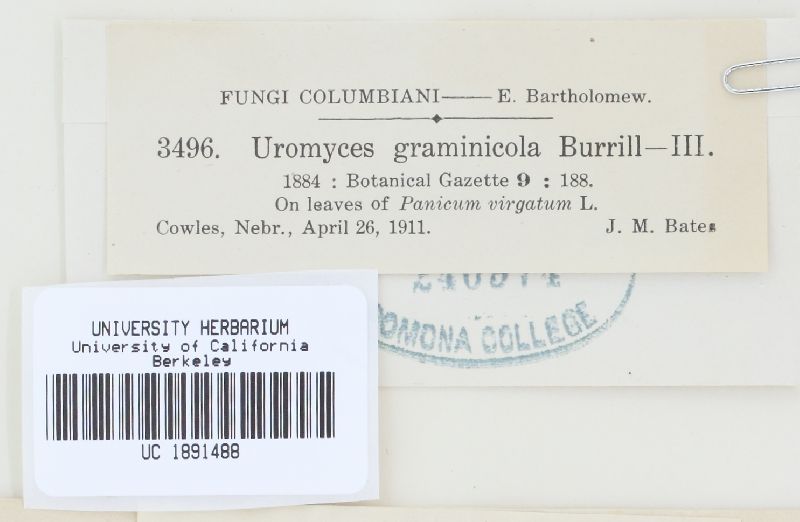 FUNGI COLUMBIANI—— E. Bartholomew.
3496. Uromyces graminicola Burrill—III.
1884 : Botanical Gazette 9 : 188.
On leaves of Panicum virgatum L.
Cowles, Nebr., April 26, 1911. J. M. Bates
POMONA COLLEGE
UNIVERSITY HERBARIUM
University of California
Berkeley
UC 1891488